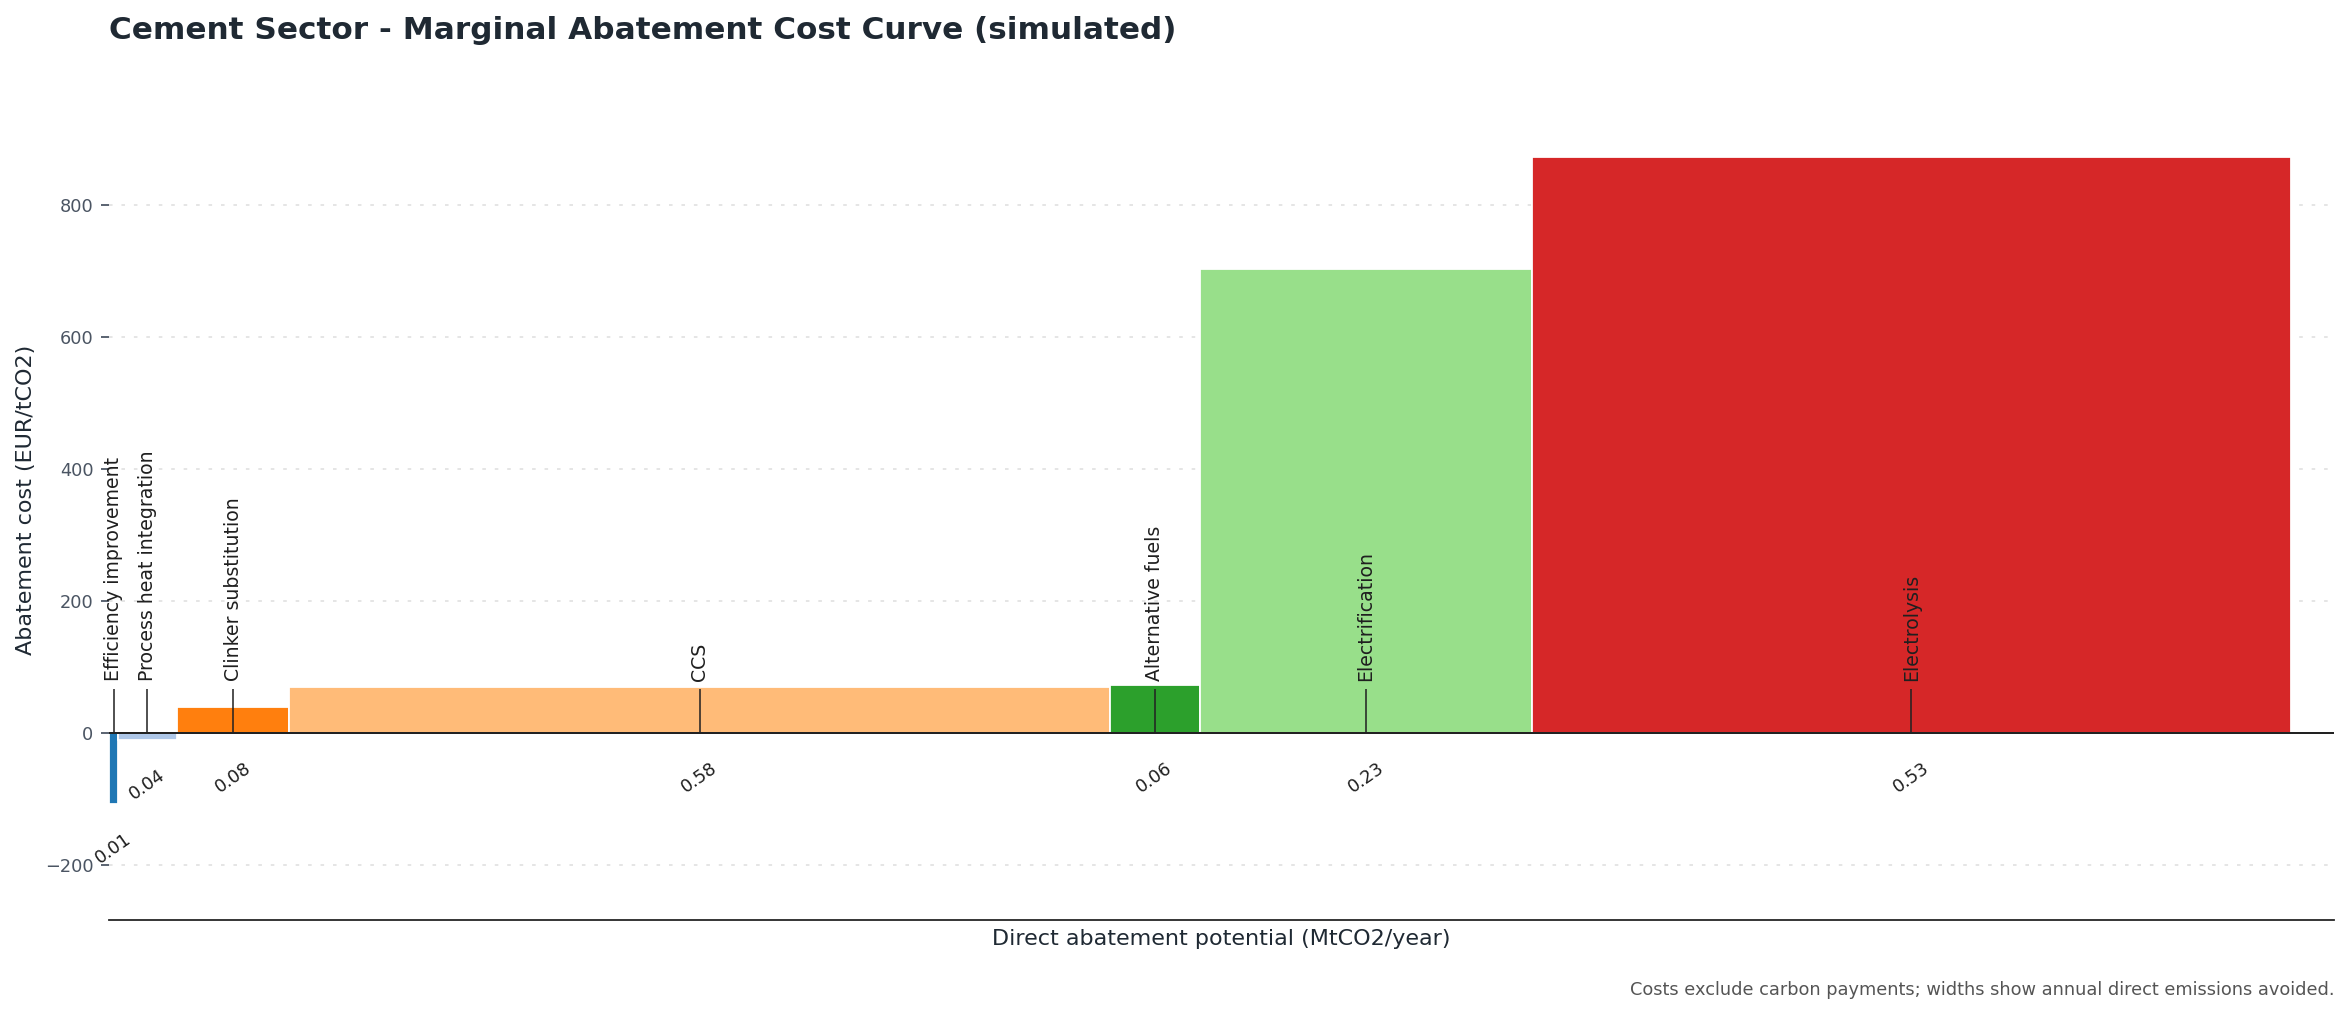 Cement Sector - Marginal Abatement Cost Curve (simulated)
Abatement cost (EUR/tCO2)
800
600
400
200
0
−200
Efficiency improvement
Process heat integration
Clinker substitution
CCS
Alternative fuels
Electrification
Electrolysis
0.01
0.04
0.08
0.58
0.06
0.23
0.53
Direct abatement potential (MtCO2/year)
Costs exclude carbon payments; widths show annual direct emissions avoided.